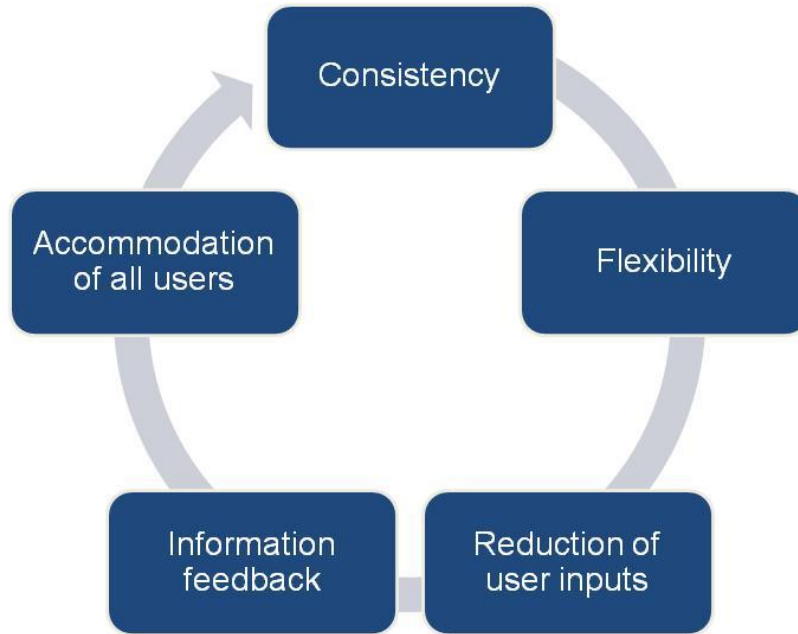 Consistency
Flexibility
Reduction of
user inputs
Information
feedback
Accommodation
of all users